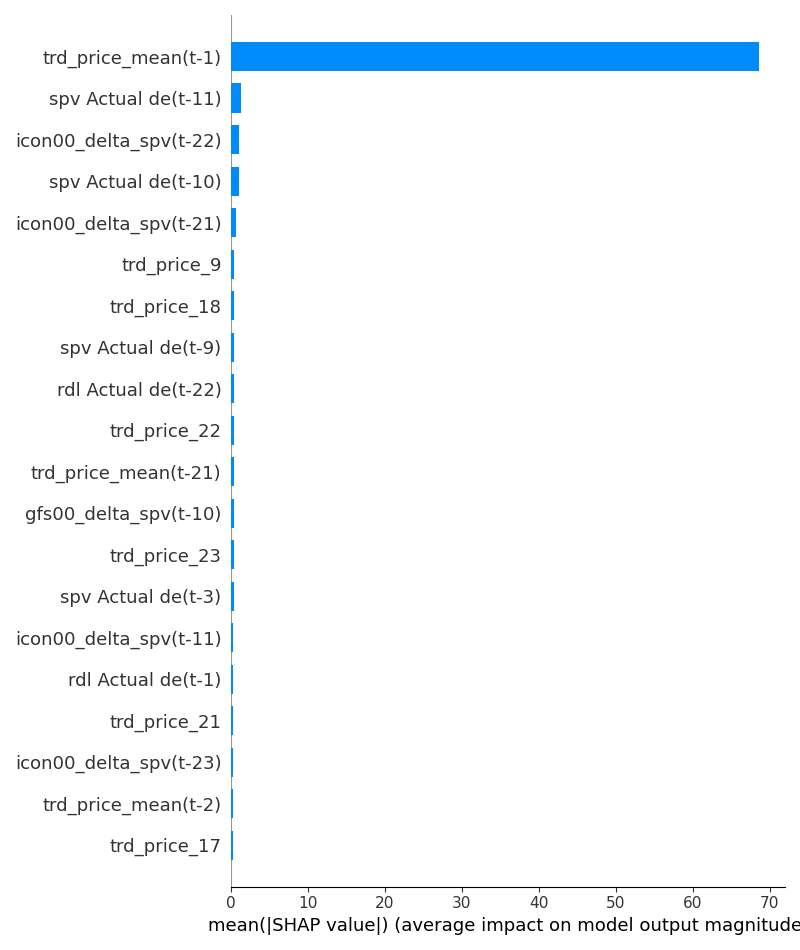 trd_price_mean(t-1)
spv Actual de(t-11)
icon00_delta_spv(t-22)
spv Actual de(t-10)
icon00_delta_spv(t-21)
trd_price_9
trd_price_18
spv Actual de(t-9)
rdl Actual de(t-22)
trd_price_22
trd_price_mean(t-21)
gfs00_delta_spv(t-10)
trd_price_23
spv Actual de(t-3)
icon00_delta_spv(t-11)
rdl Actual de(t-1)
trd_price_21
icon00_delta_spv(t-23)
trd_price_mean(t-2)
trd_price_17
0 10 20 30 40 50 60 70
mean(|SHAP value|) (average impact on model output magnitude